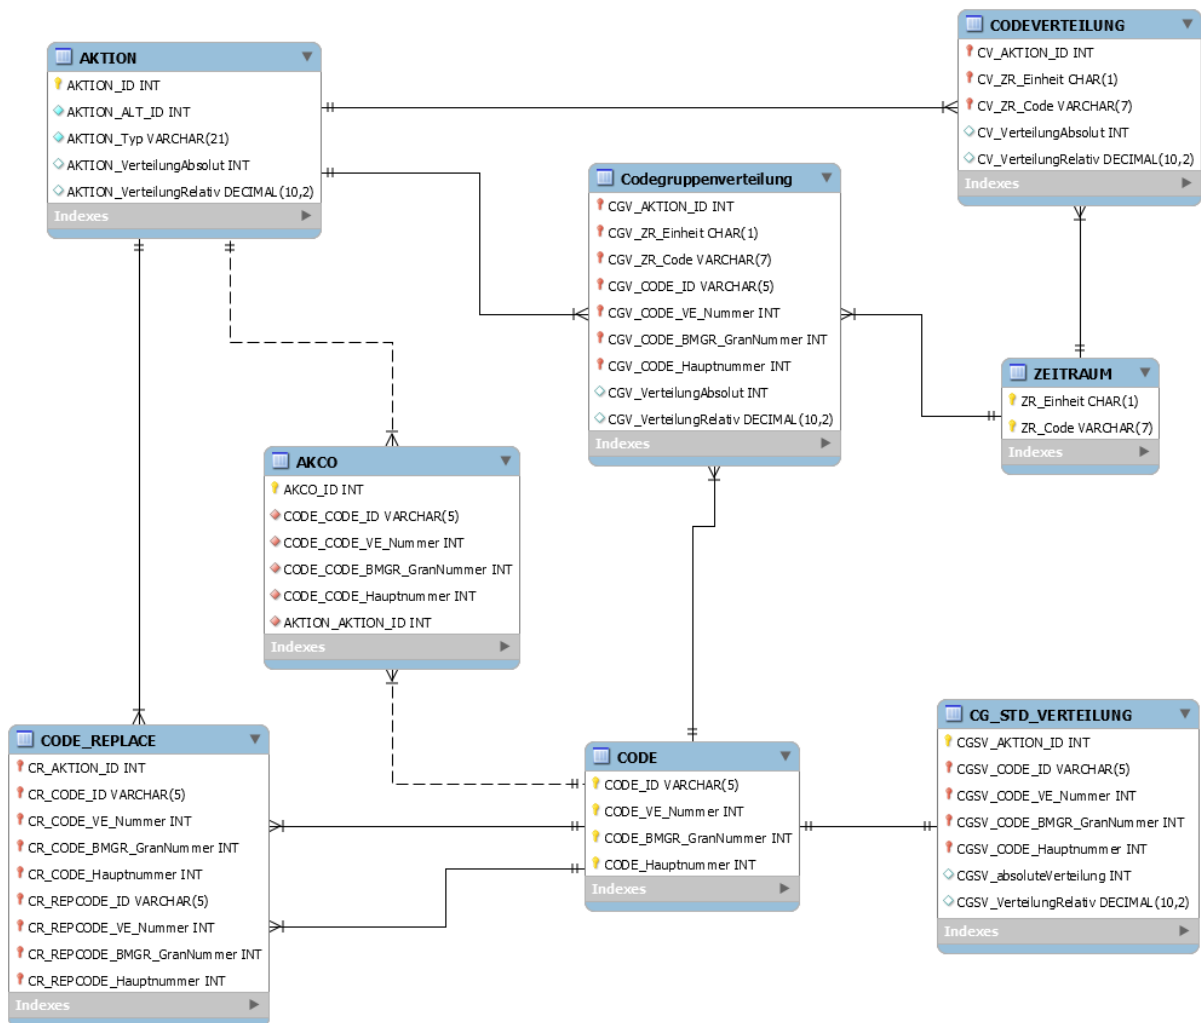 AKTION
AKTION_ID INT
AKTION_ALT_ID INT
AKTION_Typ VARCHAR(21)
AKTION_VerteilungAbsolut INT
AKTION_VerteilungRelativ DECIMAL(10,2)
Indexes
CODEVERTEILUNG
CV_AKTION_ID INT
CV_ZR_Einheit CHAR(1)
CV_ZR_Code VARCHAR(7)
CV_VerteilungAbsolut INT
CV_VerteilungRelativ DECIMAL(10,2)
Indexes
Codegruppenverteilung
CGV_AKTION_ID INT
CGV_ZR_Einheit CHAR(1)
CGV_ZR_Code VARCHAR(7)
CGV_CODE_ID VARCHAR(5)
CGV_CODE_VE_Nummer INT
CGV_CODE_BMGR_GranNummer INT
CGV_CODE_Hauptnummer INT
CGV_VerteilungAbsolut INT
CGV_VerteilungRelativ DECIMAL(10,2)
Indexes
ZEITRAUM
ZR_Einheit CHAR(1)
ZR_Code VARCHAR(7)
Indexes
AKCO
AKCO_ID INT
CODE_CODE_ID VARCHAR(5)
CODE_CODE_VE_Nummer INT
CODE_CODE_BMGR_GranNummer INT
CODE_CODE_Hauptnummer INT
AKTION_AKTION_ID INT
Indexes
CODE_REPLACE
CR_AKTION_ID INT
CR_CODE_ID VARCHAR(5)
CR_CODE_VE_Nummer INT
CR_CODE_BMGR_GranNummer INT
CR_CODE_Hauptnummer INT
CR_REPCODE_ID VARCHAR(5)
CR_REPCODE_VE_Nummer INT
CR_REPCODE_BMGR_GranNummer INT
CR_REPCODE_Hauptnummer INT
Indexes
CODE
CODE_ID VARCHAR(5)
CODE_VE_Nummer INT
CODE_BMGR_GranNummer INT
CODE_Hauptnummer INT
Indexes
CG_STD_VERTEILUNG
CGSV_AKTION_ID INT
CGSV_CODE_ID VARCHAR(5)
CGSV_CODE_VE_Nummer INT
CGSV_CODE_BMGR_GranNummer INT
CGSV_CODE_Hauptnummer INT
CGSV_absoluteVerteilung INT
CGSV_VerteilungRelativ DECIMAL(10,2)
Indexes